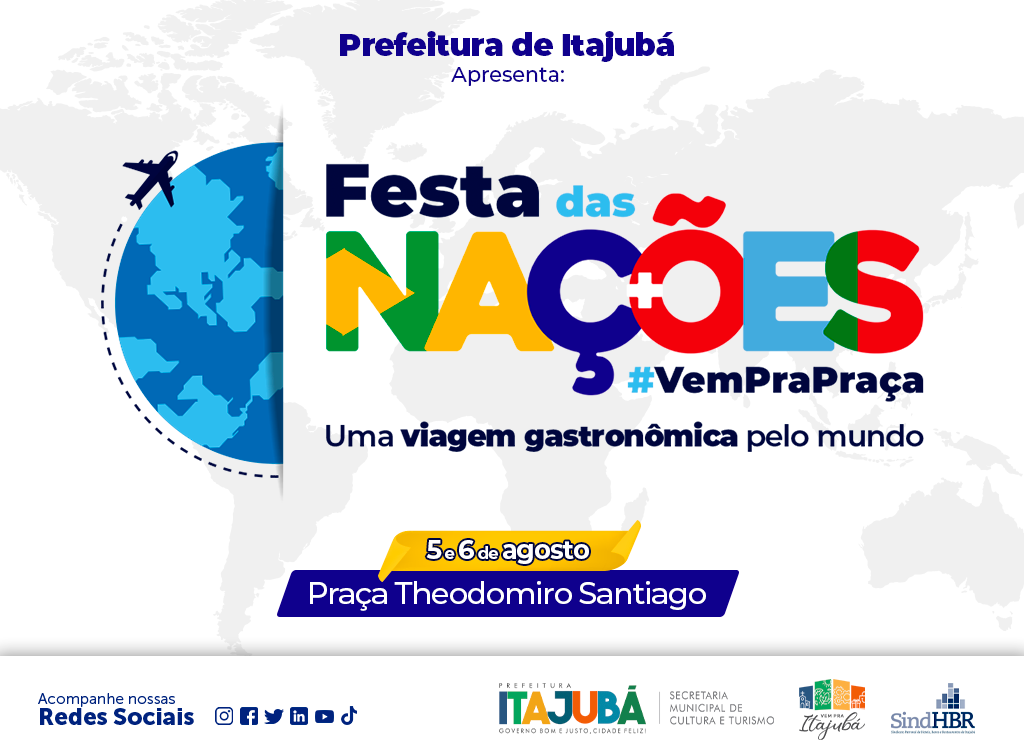 Prefeitura de Itajubá
Apresenta:
Festa das
NAÇÕES
#VemPraPraça
Uma viagem gastronômica pelo mundo
5 e 6 de agosto
Praça Theodomiro Santiago
Acompanhe nossas
Redes Sociais
PREFEITURA
ITAJUBÁ
GOVERNO BOM E JUSTO, CIDADE FELIZ!
SECRETARIA
MUNICIPAL DE
CULTURA E TURISMO
VEM PRA
Itajubá
SindHBR